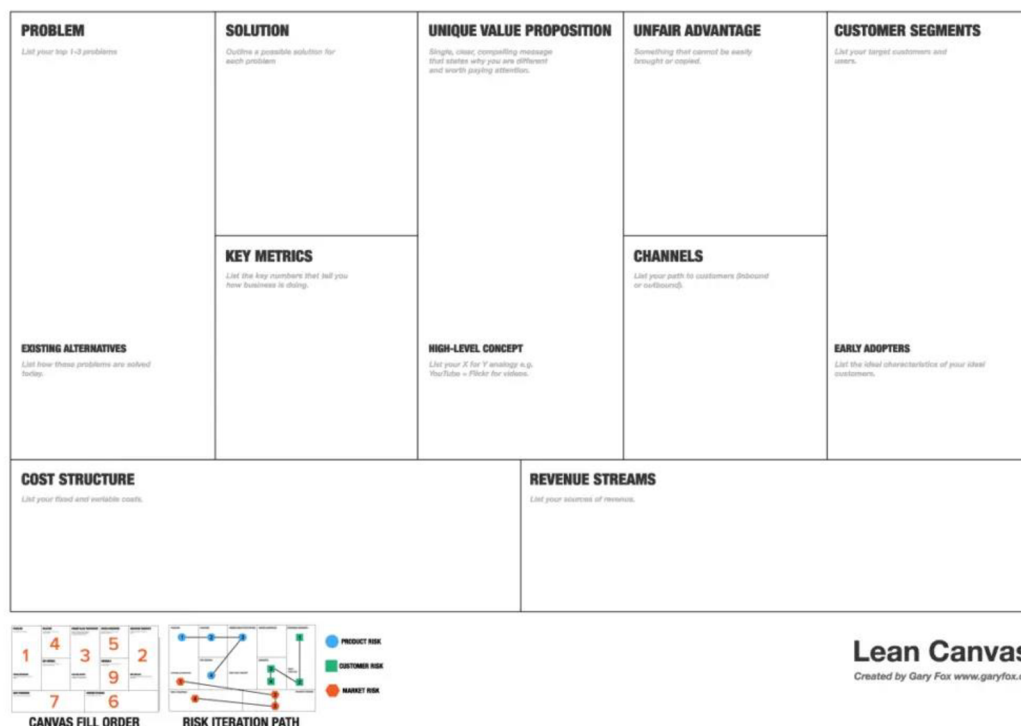 PROBLEM
List your top 1-3 problems
SOLUTION
Outline a possible solution for
each problem
UNIQUE VALUE PROPOSITION
Single, clear, compelling message
that states why you are different
and worth paying attention.
UNFAIR ADVANTAGE
Something that cannot be easily
brought or copied.
CUSTOMER SEGMENTS
List your target customers and
users.
KEY METRICS
List the key numbers that tell you
how business is doing.
CHANNELS
List your path to customers (inbound
or outbound).
EXISTING ALTERNATIVES
List how these problems are solved
today.
HIGH-LEVEL CONCEPT
List your X for Y analogy e.g.
YouTube = Flickr for videos.
EARLY ADOPTERS
List the ideal characteristics of your ideal
customers.
COST STRUCTURE
List your fixed and variable costs.
REVENUE STREAMS
List your sources of revenue.
1
4
3
5
2
9
7
6
CANVAS FILL ORDER
RISK ITERATION PATH
PRODUCT RISK
CUSTOMER RISK
MARKET RISK
Lean Canvas
Created by Gary Fox www.garyfox.c